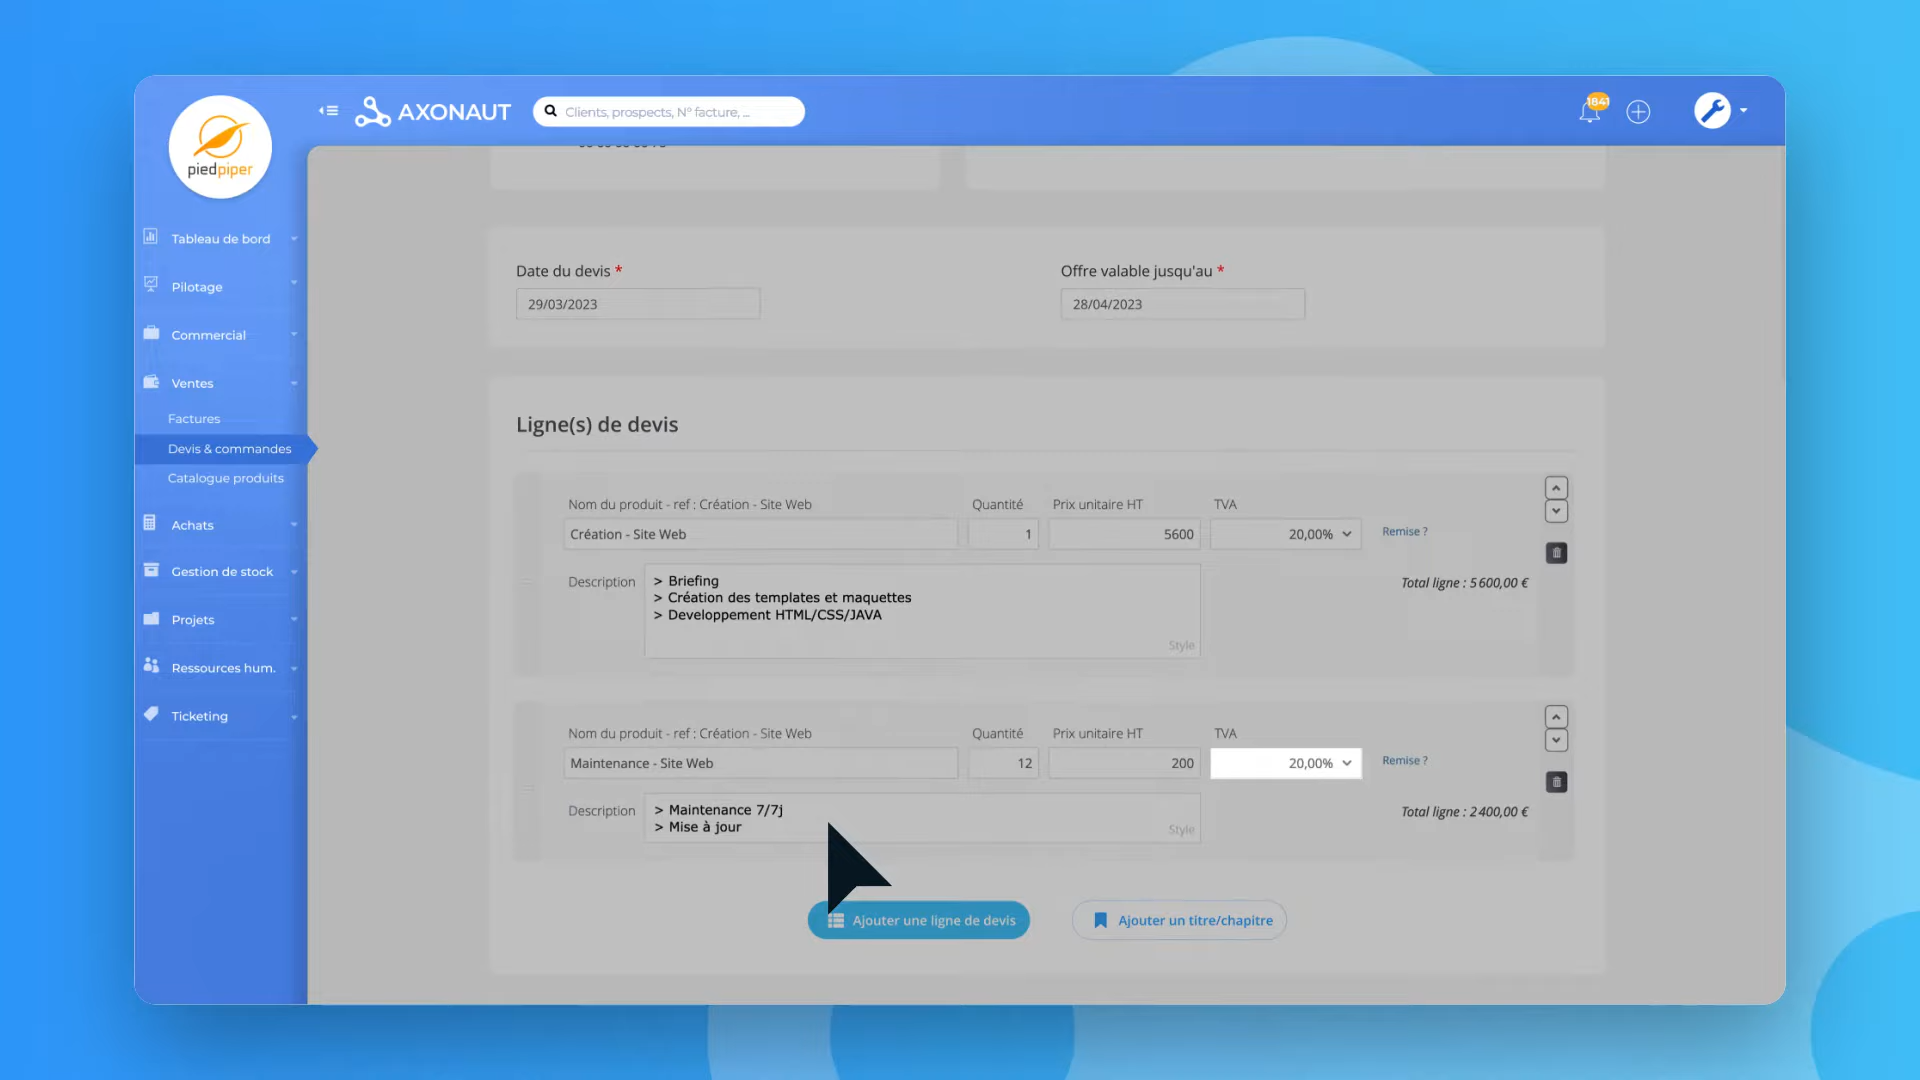 piedpiper
AXONAUT
Clients, prospects, N° facture, ...
1841
Tableau de bord
Pilotage
Commercial
Ventes
Factures
Devis & commandes
Catalogue produits
Achats
Gestion de stock
Projets
Ressources hum.
Ticketing
Date du devis *
29/03/2023
Offre valable jusqu'au *
28/04/2023
Ligne(s) de devis
Nom du produit - ref : Création - Site Web
Quantité
Prix unitaire HT
TVA
Création - Site Web
1
5600
20,00%
Remise ?
Description
> Briefing
> Création des templates et maquettes
> Developpement HTML/CSS/JAVA
Style
Total ligne : 5 600,00 €
Nom du produit - ref : Création - Site Web
Quantité
Prix unitaire HT
TVA
Maintenance - Site Web
12
200
20,00%
Remise ?
Description
> Maintenance 7/7j
> Mise à jour
Style
Total ligne : 2 400,00 €
Ajouter une ligne de devis
Ajouter un titre/chapitre